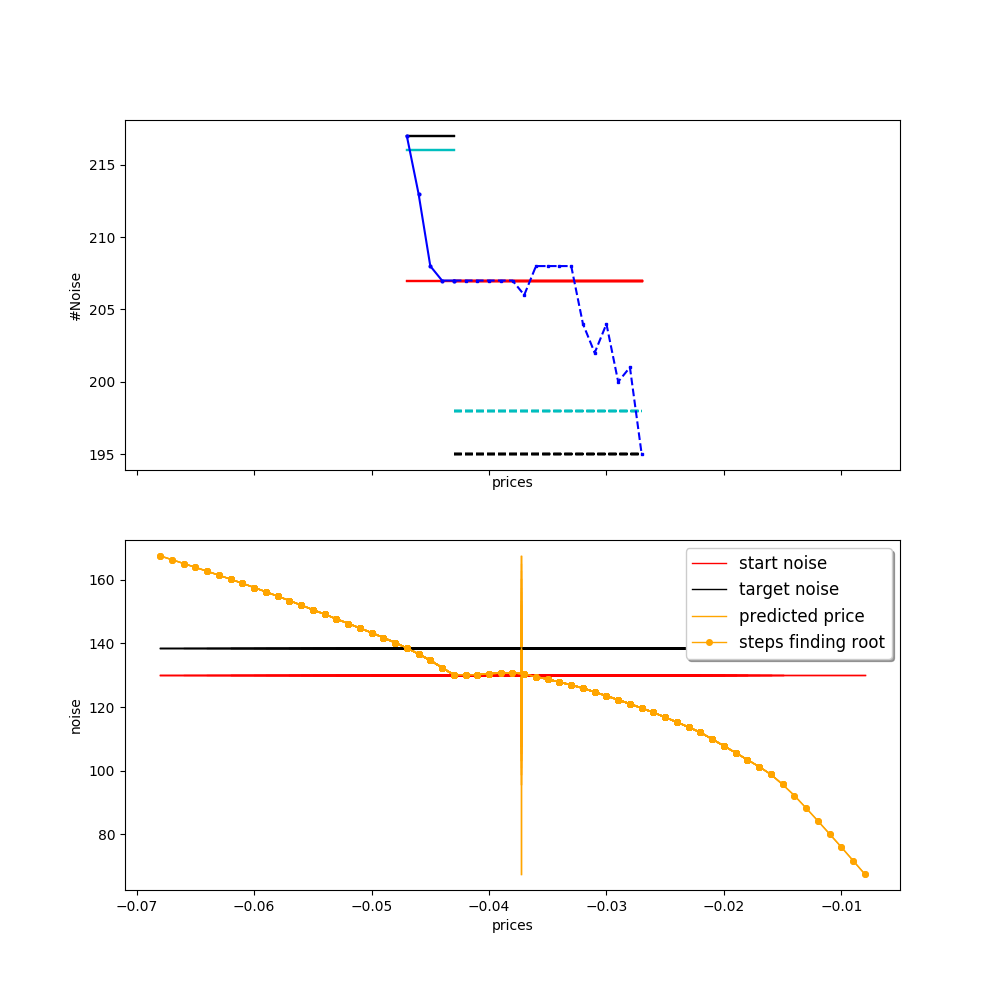 215
210
205
200
195
#Noise
prices
160
140
120
100
80
noise
start noise
target noise
predicted price
steps finding root
−0.07 −0.06 −0.05 −0.04 −0.03 −0.02 −0.01
prices